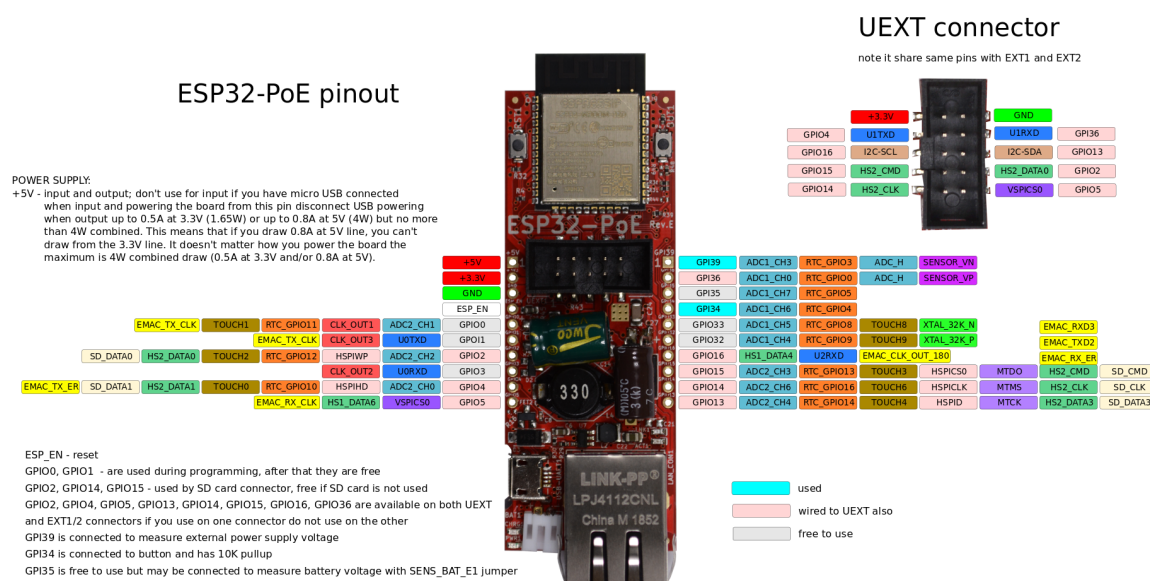 UEXT connector
note it share same pins with EXT1 and EXT2
ESP32-PoE pinout
+3.3V GND
GPIO4 U1TXD U1RXD GPI36
GPIO16 I2C-SCL I2C-SDA GPIO13
GPIO15 HS2_CMD HS2_DATA0 GPIO2
GPIO14 HS2_CLK VSPICS0 GPIO5
POWER SUPPLY:
+5V - input and output; don't use for input if you have micro USB connected
when input and powering the board from this pin disconnect USB powering
when output up to 0.5A at 3.3V (1.65W) or up to 0.8A at 5V (4W) but no more
than 4W combined. This means that if you draw 0.8A at 5V line, you can't
draw from the 3.3V line. It doesn't matter how you power the board the
maximum is 4W combined draw (0.5A at 3.3V and/or 0.8A at 5V).
RST1
R32
R4
ESP32-PoE Rev.E
+5V GPI39
1 1
+5V GPI39 ADC1_CH3 RTC_GPIO3 ADC_H SENSOR_VN
+3.3V GPI36 ADC1_CH0 RTC_GPIO0 ADC_H SENSOR_VP
GND GPI35 ADC1_CH7 RTC_GPIO5
ESP_EN GPI34 ADC1_CH6 RTC_GPIO4
EMAC_TX_CLK TOUCH1 RTC_GPIO11 CLK_OUT1 ADC2_CH1 GPIO0 GPIO33 ADC1_CH5 RTC_GPIO8 TOUCH8 XTAL_32K_N EMAC_RXD3
EMAC_TX_CLK CLK_OUT3 U0TXD GPIO1 GPIO32 ADC1_CH4 RTC_GPIO9 TOUCH9 XTAL_32K_P EMAC_TXD2
SD_DATA0 HS2_DATA0 TOUCH2 RTC_GPIO12 HSPIWP ADC2_CH2 GPIO2 GPIO16 HS1_DATA4 U2RXD EMAC_CLK_OUT_180 EMAC_RX_ER
CLK_OUT2 U0RXD GPIO3 GPIO15 ADC2_CH3 RTC_GPIO13 TOUCH3 HSPICS0 MTDO HS2_CMD SD_CMD
EMAC_TX_ER SD_DATA1 HS2_DATA1 TOUCH0 RTC_GPIO10 HSPIHD ADC2_CH0 GPIO4 GPIO14 ADC2_CH6 RTC_GPIO16 TOUCH6 HSPICLK MTMS HS2_CLK SD_CLK
EMAC_RX_CLK HS1_DATA6 VSPICS0 GPIO5 GPIO13 ADC2_CH4 RTC_GPIO14 TOUCH4 HSPID MTCK HS2_DATA3 SD_DATA3
330
LAN_CON1
LINK-PP®
LPJ4112CNL
China M 1852
BAT1
ESP_EN - reset
GPIO0, GPIO1 - are used during programming, after that they are free
GPIO2, GPIO14, GPIO15 - used by SD card connector, free if SD card is not used
GPIO2, GPIO4, GPIO5, GPIO13, GPIO14, GPIO15, GPIO16, GPIO36 are available on both UEXT
and EXT1/2 connectors if you use on one connector do not use on the other
GPI39 is connected to measure external power supply voltage
GPI34 is connected to button and has 10K pullup
GPI35 is free to use but may be connected to measure battery voltage with SENS_BAT_E1 jumper
used
wired to UEXT also
free to use